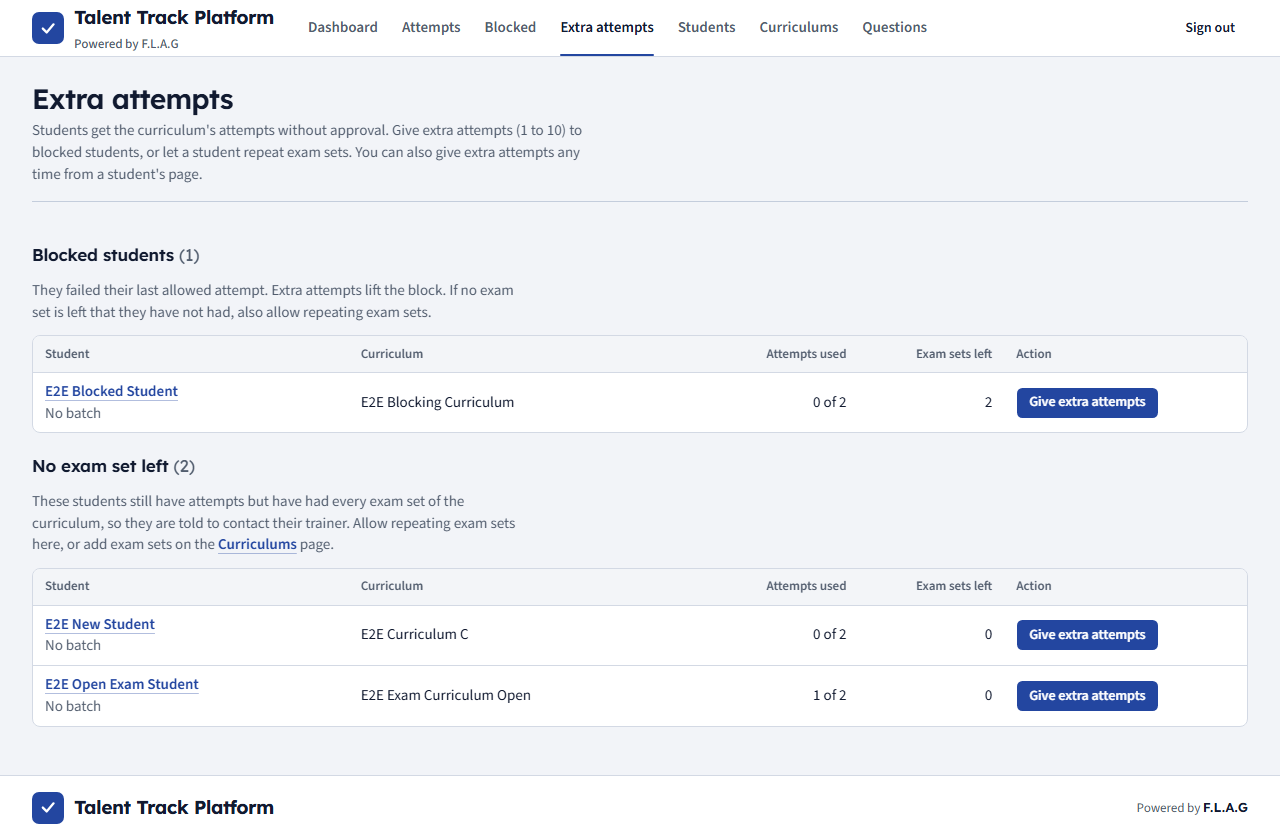 Talent Track Platform
Powered by F.L.A.G
Dashboard
Attempts
Blocked
Extra attempts
Students
Curriculums
Questions
Sign out
Extra attempts
Students get the curriculum's attempts without approval. Give extra attempts (1 to 10) to
blocked students, or let a student repeat exam sets. You can also give extra attempts any
time from a student's page.
Blocked students (1)
They failed their last allowed attempt. Extra attempts lift the block. If no exam
set is left that they have not had, also allow repeating exam sets.
Student Curriculum Attempts used Exam sets left Action
E2E Blocked Student
No batch
E2E Blocking Curriculum 0 of 2 2 Give extra attempts
No exam set left (2)
These students still have attempts but have had every exam set of the
curriculum, so they are told to contact their trainer. Allow repeating exam sets
here, or add exam sets on the Curriculums page.
Student Curriculum Attempts used Exam sets left Action
E2E New Student
No batch
E2E Curriculum C 0 of 2 0 Give extra attempts
E2E Open Exam Student
No batch
E2E Exam Curriculum Open 1 of 2 0 Give extra attempts
Talent Track Platform
Powered by F.L.A.G